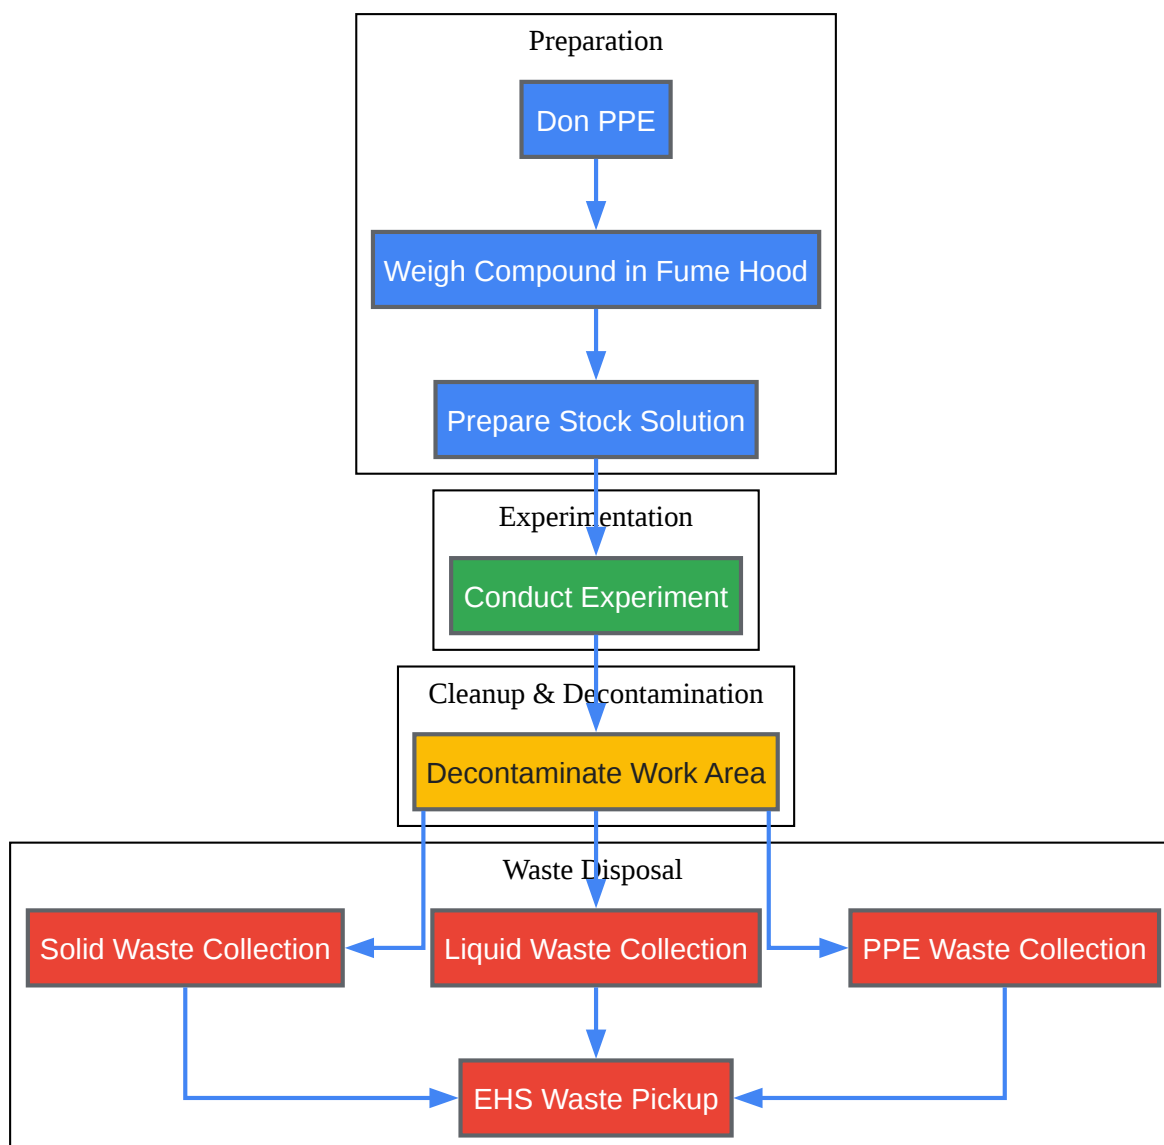 Preparation
Don PPE
Weigh Compound in Fume Hood
Prepare Stock Solution
Experimentation
Conduct Experiment
Cleanup & Decontamination
Decontaminate Work Area
Waste Disposal
Solid Waste Collection
Liquid Waste Collection
PPE Waste Collection
EHS Waste Pickup